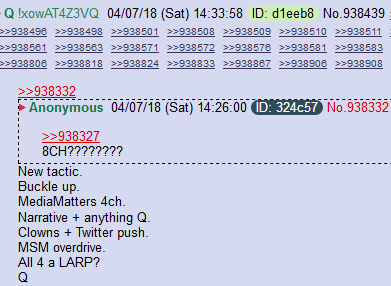 Q !xowAT4Z3VQ 04/07/18 (Sat) 14:33:58 ID: d1eeb8 No.938439
>>938496 >>938498 >>938501 >>938508 >>938509 >>938510 >>938511
>>938561 >>938563 >>938571 >>938572 >>938576 >>938581 >>938583
>>938806 >>938818 >>938824 >>938833 >>938867 >>938906 >>938908
>>938332
Anonymous 04/07/18 (Sat) 14:26:00 ID: 324c57 No.938332
>>938327
8CH????????
New tactic.
Buckle up.
MediaMatters 4ch.
Narrative + anything Q.
Clowns + Twitter push.
MSM overdrive.
All 4 a LARP?
Q